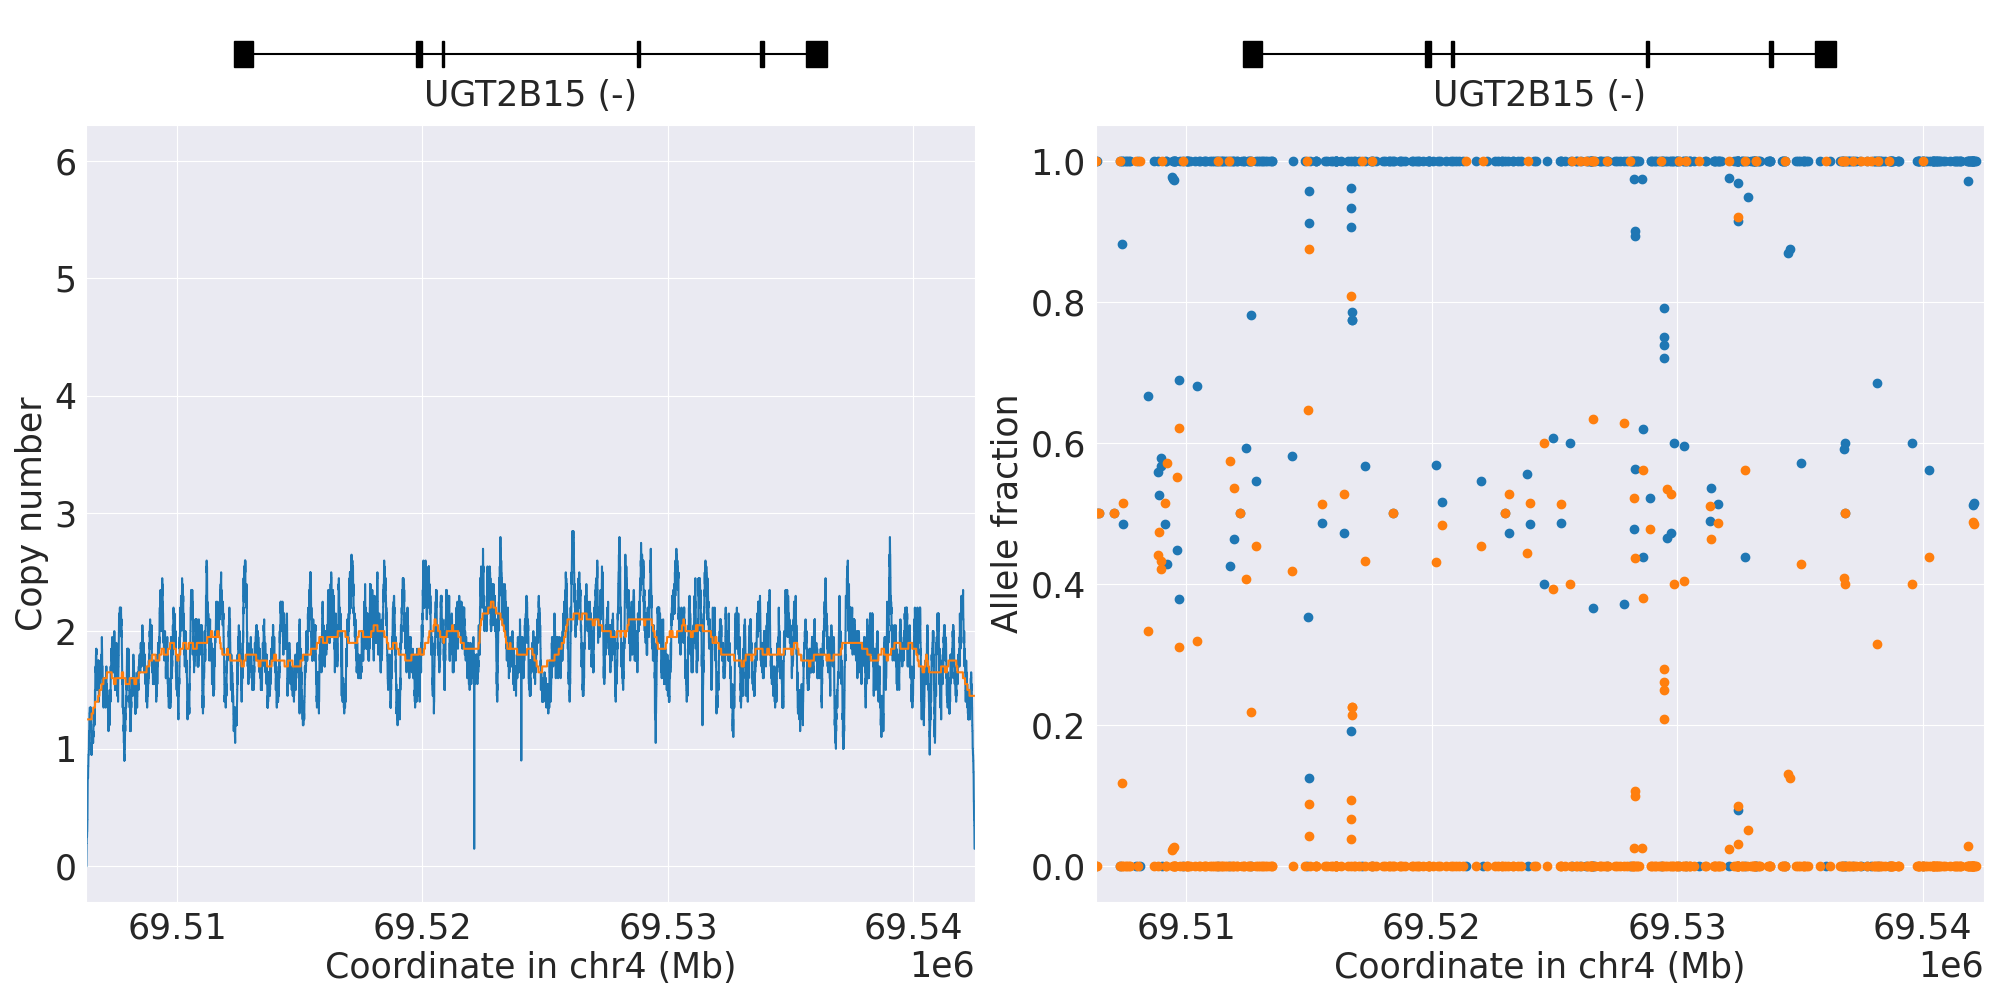 UGT2B15 (-)
Copy number
6
5
4
3
2
1
0
69.51 69.52 69.53 69.54
Coordinate in chr4 (Mb) 1e6
UGT2B15 (-)
Allele fraction
1.0
0.8
0.6
0.4
0.2
0.0
69.51 69.52 69.53 69.54
Coordinate in chr4 (Mb) 1e6